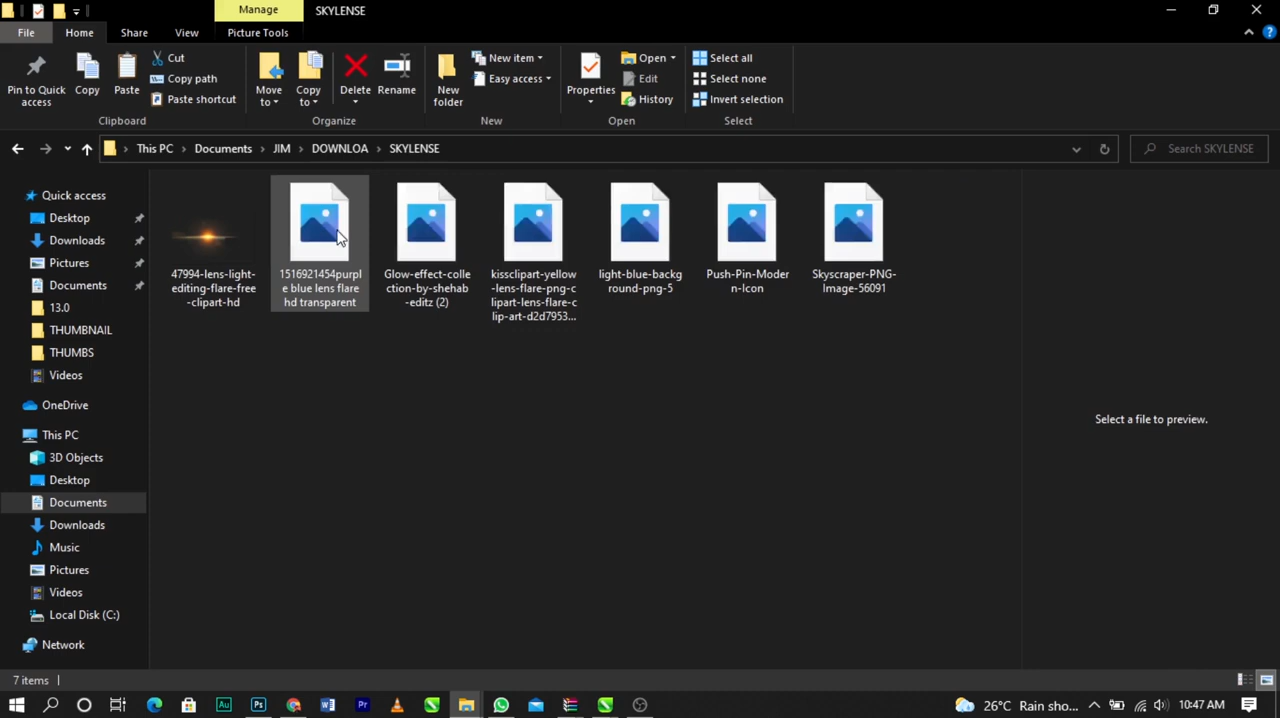 Manage
SKYLENSE
File
Home
Share
View
Picture Tools
Pin to Quick
access
Copy
Paste
Cut
Copy path
Paste shortcut
Clipboard
Move
to
Copy
to
Delete
Rename
Organize
New
folder
New item
Easy access
New
Properties
Open
Edit
History
Open
Select all
Select none
Invert selection
Select
This PC
Documents
JIM
DOWNLOA
SKYLENSE
Search SKYLENSE
Quick access
Desktop
Downloads
Pictures
Documents
13.0
THUMBNAIL
THUMBS
Videos
OneDrive
This PC
3D Objects
Desktop
Documents
Downloads
Music
Pictures
Videos
Local Disk (C:)
Network
47994-lens-light-
editing-flare-free
-clipart-hd
1516921454purpl
e blue lens flare
hd transparent
Glow-effect-colle
ction-by-shehab
-editz (2)
kissclipart-yellow
-lens-flare-png-c
lipart-lens-flare-c
lip-art-d2d7953...
light-blue-backg
round-png-5
Push-Pin-Moder
n-Icon
Skyscraper-PNG-
Image-56091
Select a file to preview.
7 items
Au
Ps
Pr
26°C Rain sho...
10:47 AM